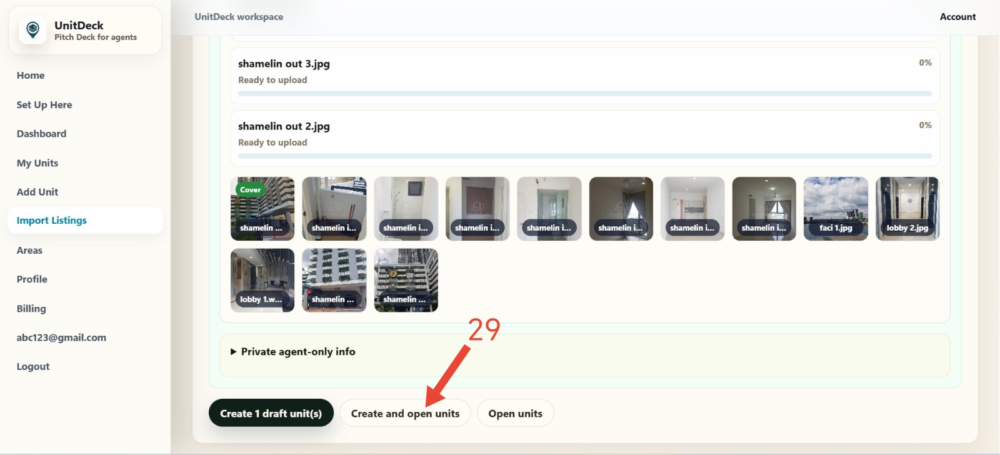 UnitDeck
Pitch Deck for agents
Home
Set Up Here
Dashboard
My Units
Add Unit
Import Listings
Areas
Profile
Billing
abc123@gmail.com
Logout
UnitDeck workspace
Account
shamelin out 3.jpg
0%
Ready to upload
shamelin out 2.jpg
0%
Ready to upload
Cover
shamelin ...
shamelin i...
shamelin i...
shamelin i...
shamelin i...
shamelin i...
shamelin i...
shamelin i...
faci 1.jpg
lobby 2.jpg
lobby 1.w...
shamelin ...
shamelin ...
29
▶ Private agent-only info
Create 1 draft unit(s)
Create and open units
Open units